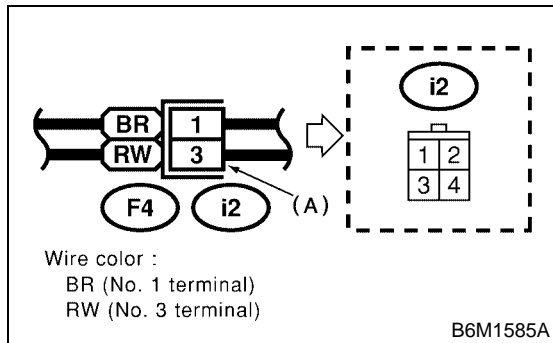 i2
BR 1
RW 3
1 2
3 4
F4 i2 (A)
Wire color :
BR (No. 1 terminal)
RW (No. 3 terminal)
B6M1585A